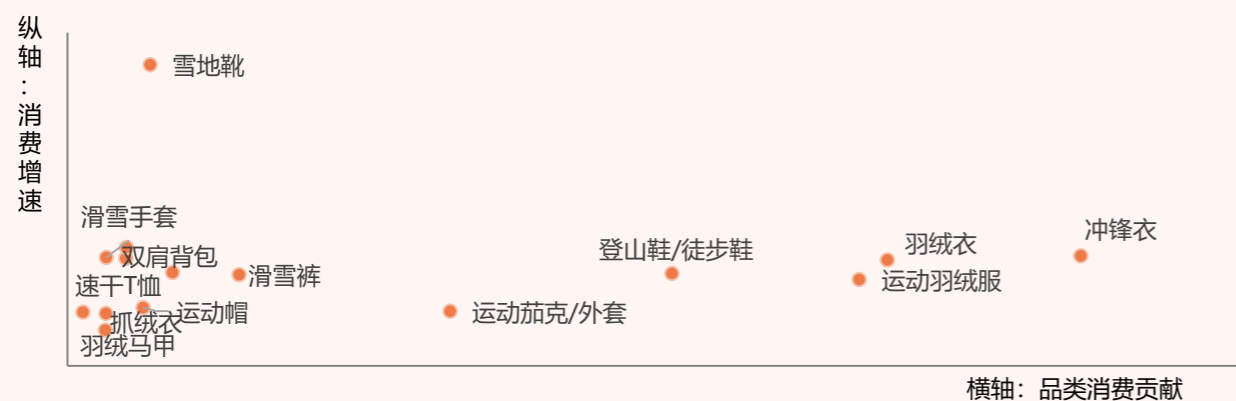 纵轴：消费增速
雪地靴
滑雪手套
双肩背包
速干T恤
滑雪裤
抓绒衣
运动帽
羽绒马甲
运动茄克/外套
登山鞋/徒步鞋
羽绒衣
运动羽绒服
冲锋衣
横轴：品类消费贡献